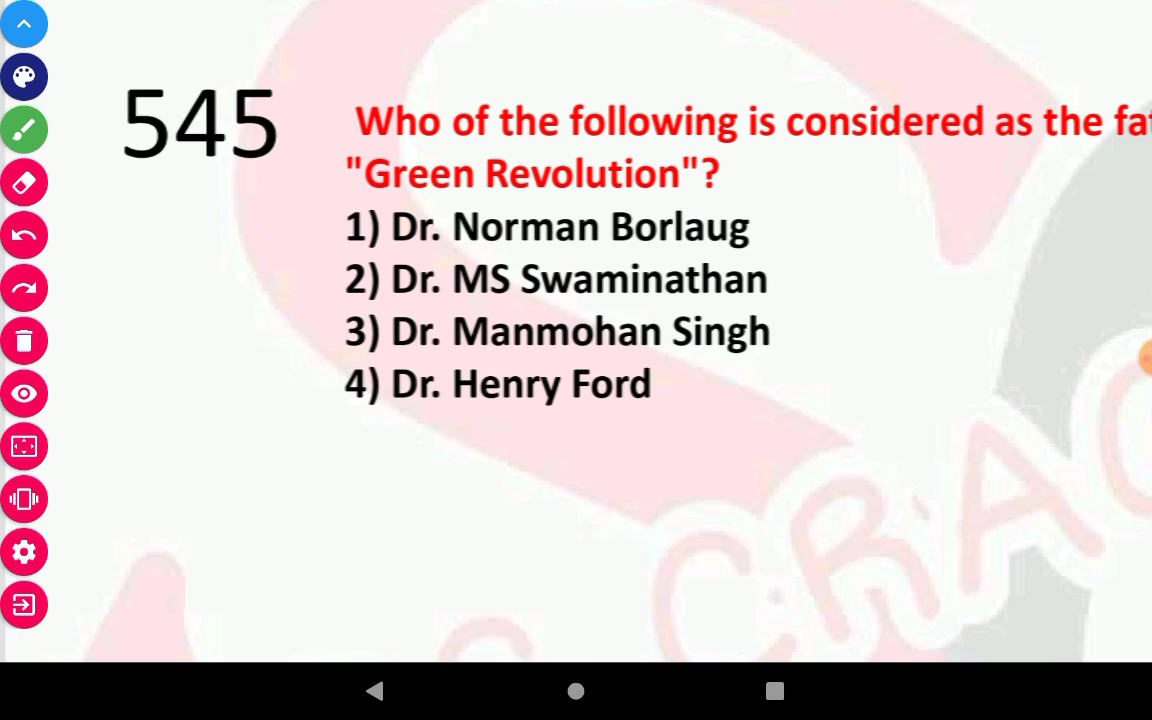 545
Who of the following is considered as the fat
"Green Revolution"?
1) Dr. Norman Borlaug
2) Dr. MS Swaminathan
3) Dr. Manmohan Singh
4) Dr. Henry Ford
CRAC